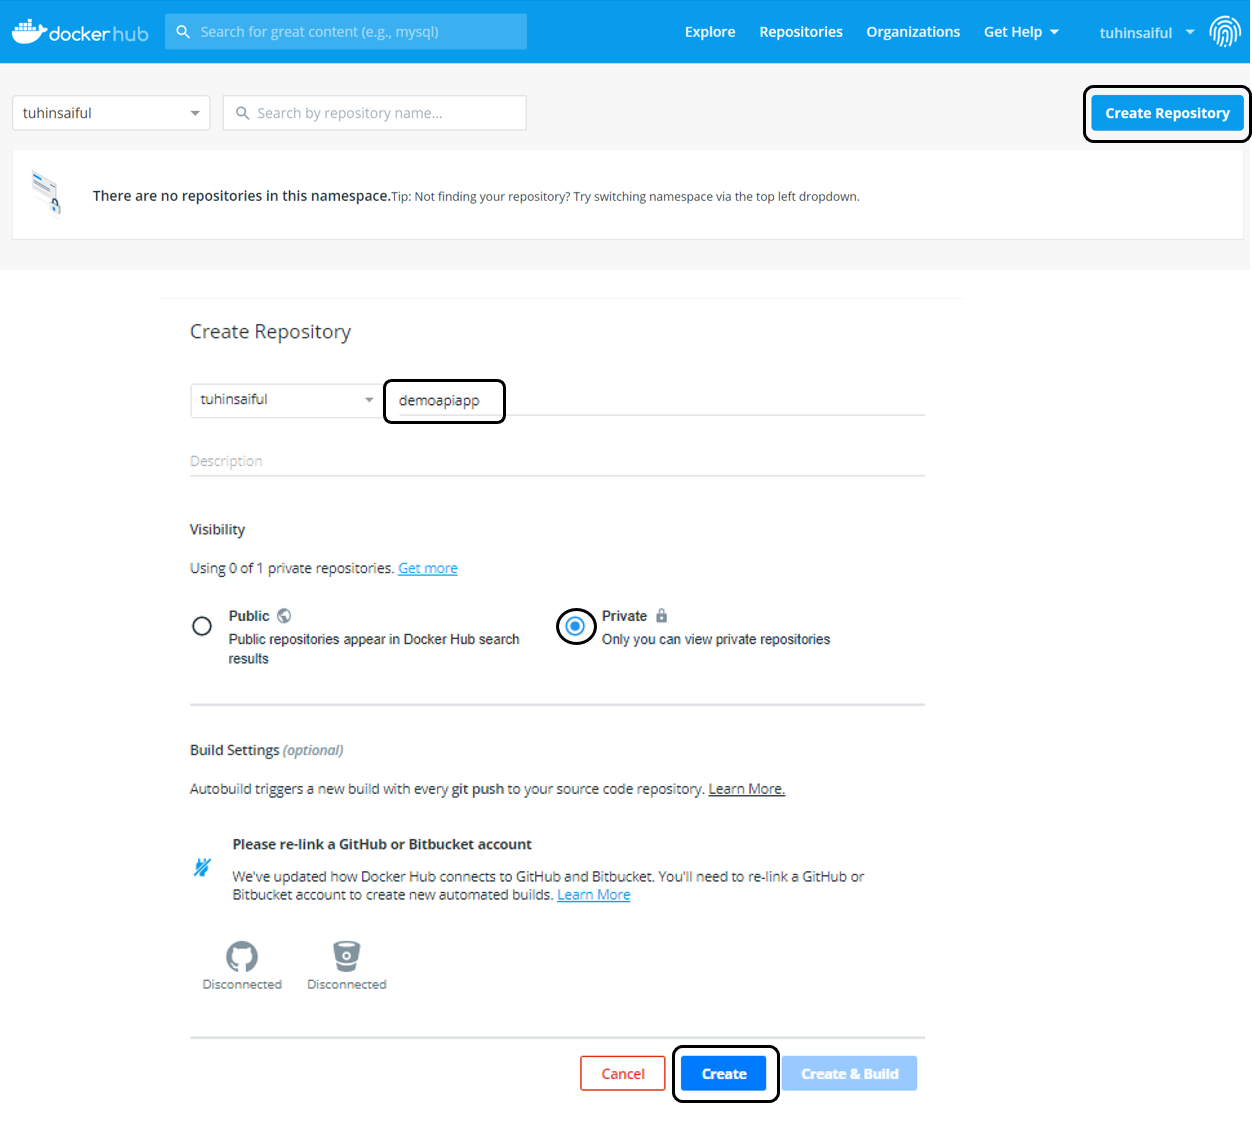 dockerhub Search for great content (e.g., mysql) Explore Repositories Organizations Get Help tuhinsaiful
tuhinsaiful Search by repository name... Create Repository
There are no repositories in this namespace.Tip: Not finding your repository? Try switching namespace via the top left dropdown.
Create Repository
tuhinsaiful demoapiapp
Description
Visibility
Using 0 of 1 private repositories. Get more
Public
Public repositories appear in Docker Hub search
results
Private
Only you can view private repositories
Build Settings (optional)
Autobuild triggers a new build with every git push to your source code repository. Learn More.
Please re-link a GitHub or Bitbucket account
We've updated how Docker Hub connects to GitHub and Bitbucket. You'll need to re-link a GitHub or
Bitbucket account to create new automated builds. Learn More
Disconnected Disconnected
Cancel Create Create & Build